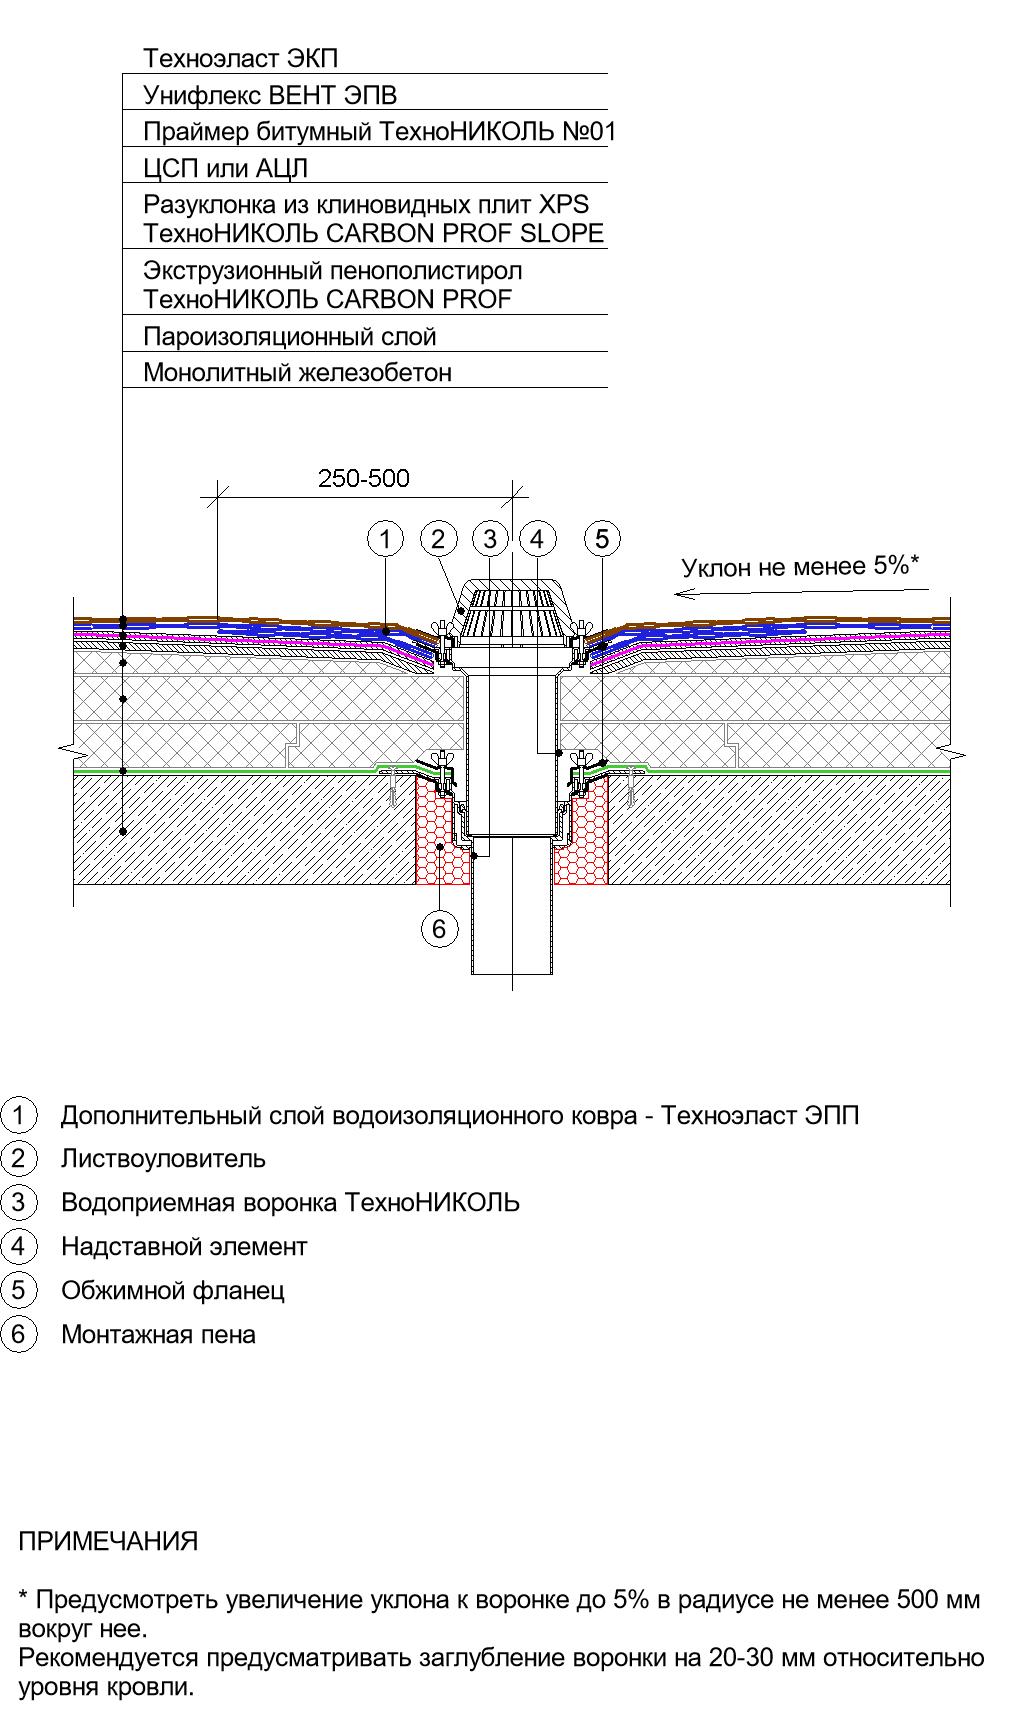 Техноэласт ЭКП
Унифлекс ВЕНТ ЭПВ
Праймер битумный ТехноНИКОЛЬ №01
ЦСП или АЦЛ
Разуклонка из клиновидных плит XPS
ТехноНИКОЛЬ CARBON PROF SLOPE
Экструзионный пенополистирол
ТехноНИКОЛЬ CARBON PROF
Пароизоляционный слой
Монолитный железобетон
250-500
1 2 3 4 5
Уклон не менее 5%*
6
1 Дополнительный слой водоизоляционного ковра - Техноэласт ЭПП
2 Листвоуловитель
3 Водоприемная воронка ТехноНИКОЛЬ
4 Надставной элемент
5 Обжимной фланец
6 Монтажная пена
ПРИМЕЧАНИЯ
* Предусмотреть увеличение уклона к воронке до 5% в радиусе не менее 500 мм
вокруг нее.
Рекомендуется предусматривать заглубление воронки на 20-30 мм относительно
уровня кровли.